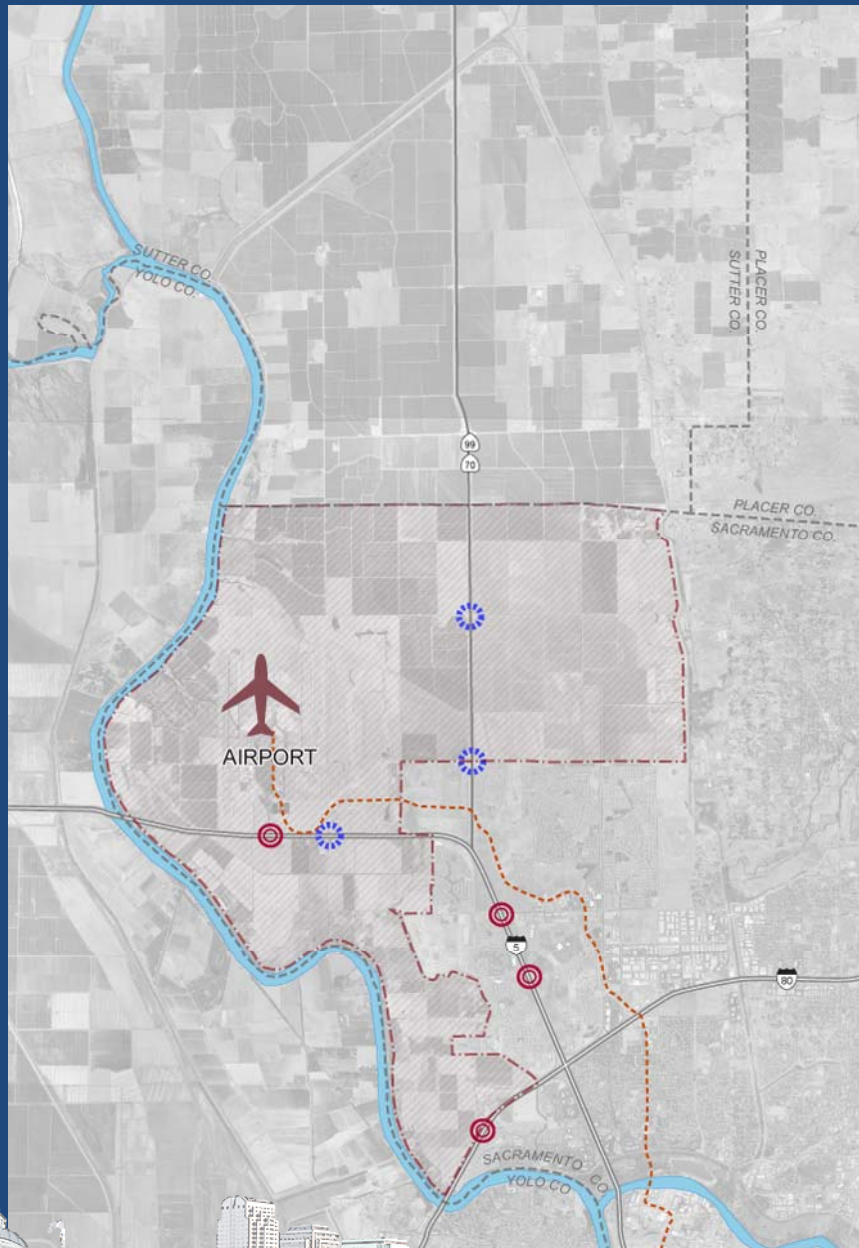 SUTTER CO.
YOLO CO.
PLACER CO.
SUTTER CO.
99
70
PLACER CO.
SACRAMENTO CO.
AIRPORT
5
80
SACRAMENTO CO.
YOLO CO